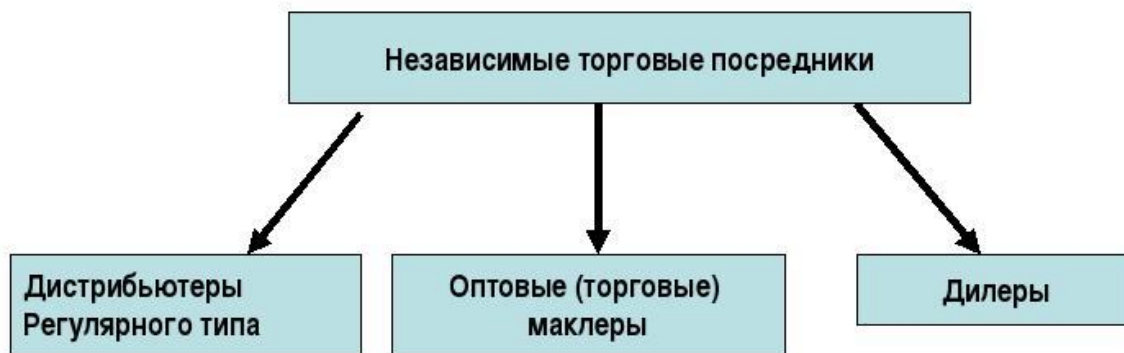 Независимые торговые посредники
Дистрибьютеры
Регулярного типа
Оптовые (торговые)
маклеры
Дилеры